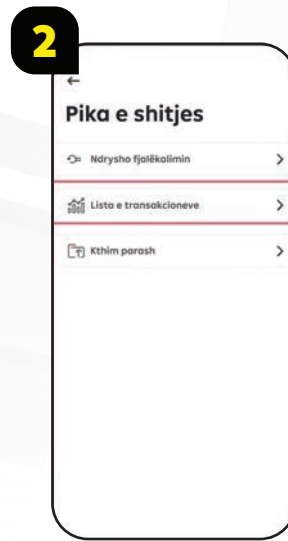 2
Pika e shitjes
Ndrysho fjalëkalimin
Lista e transakcioneve
Kthim parash